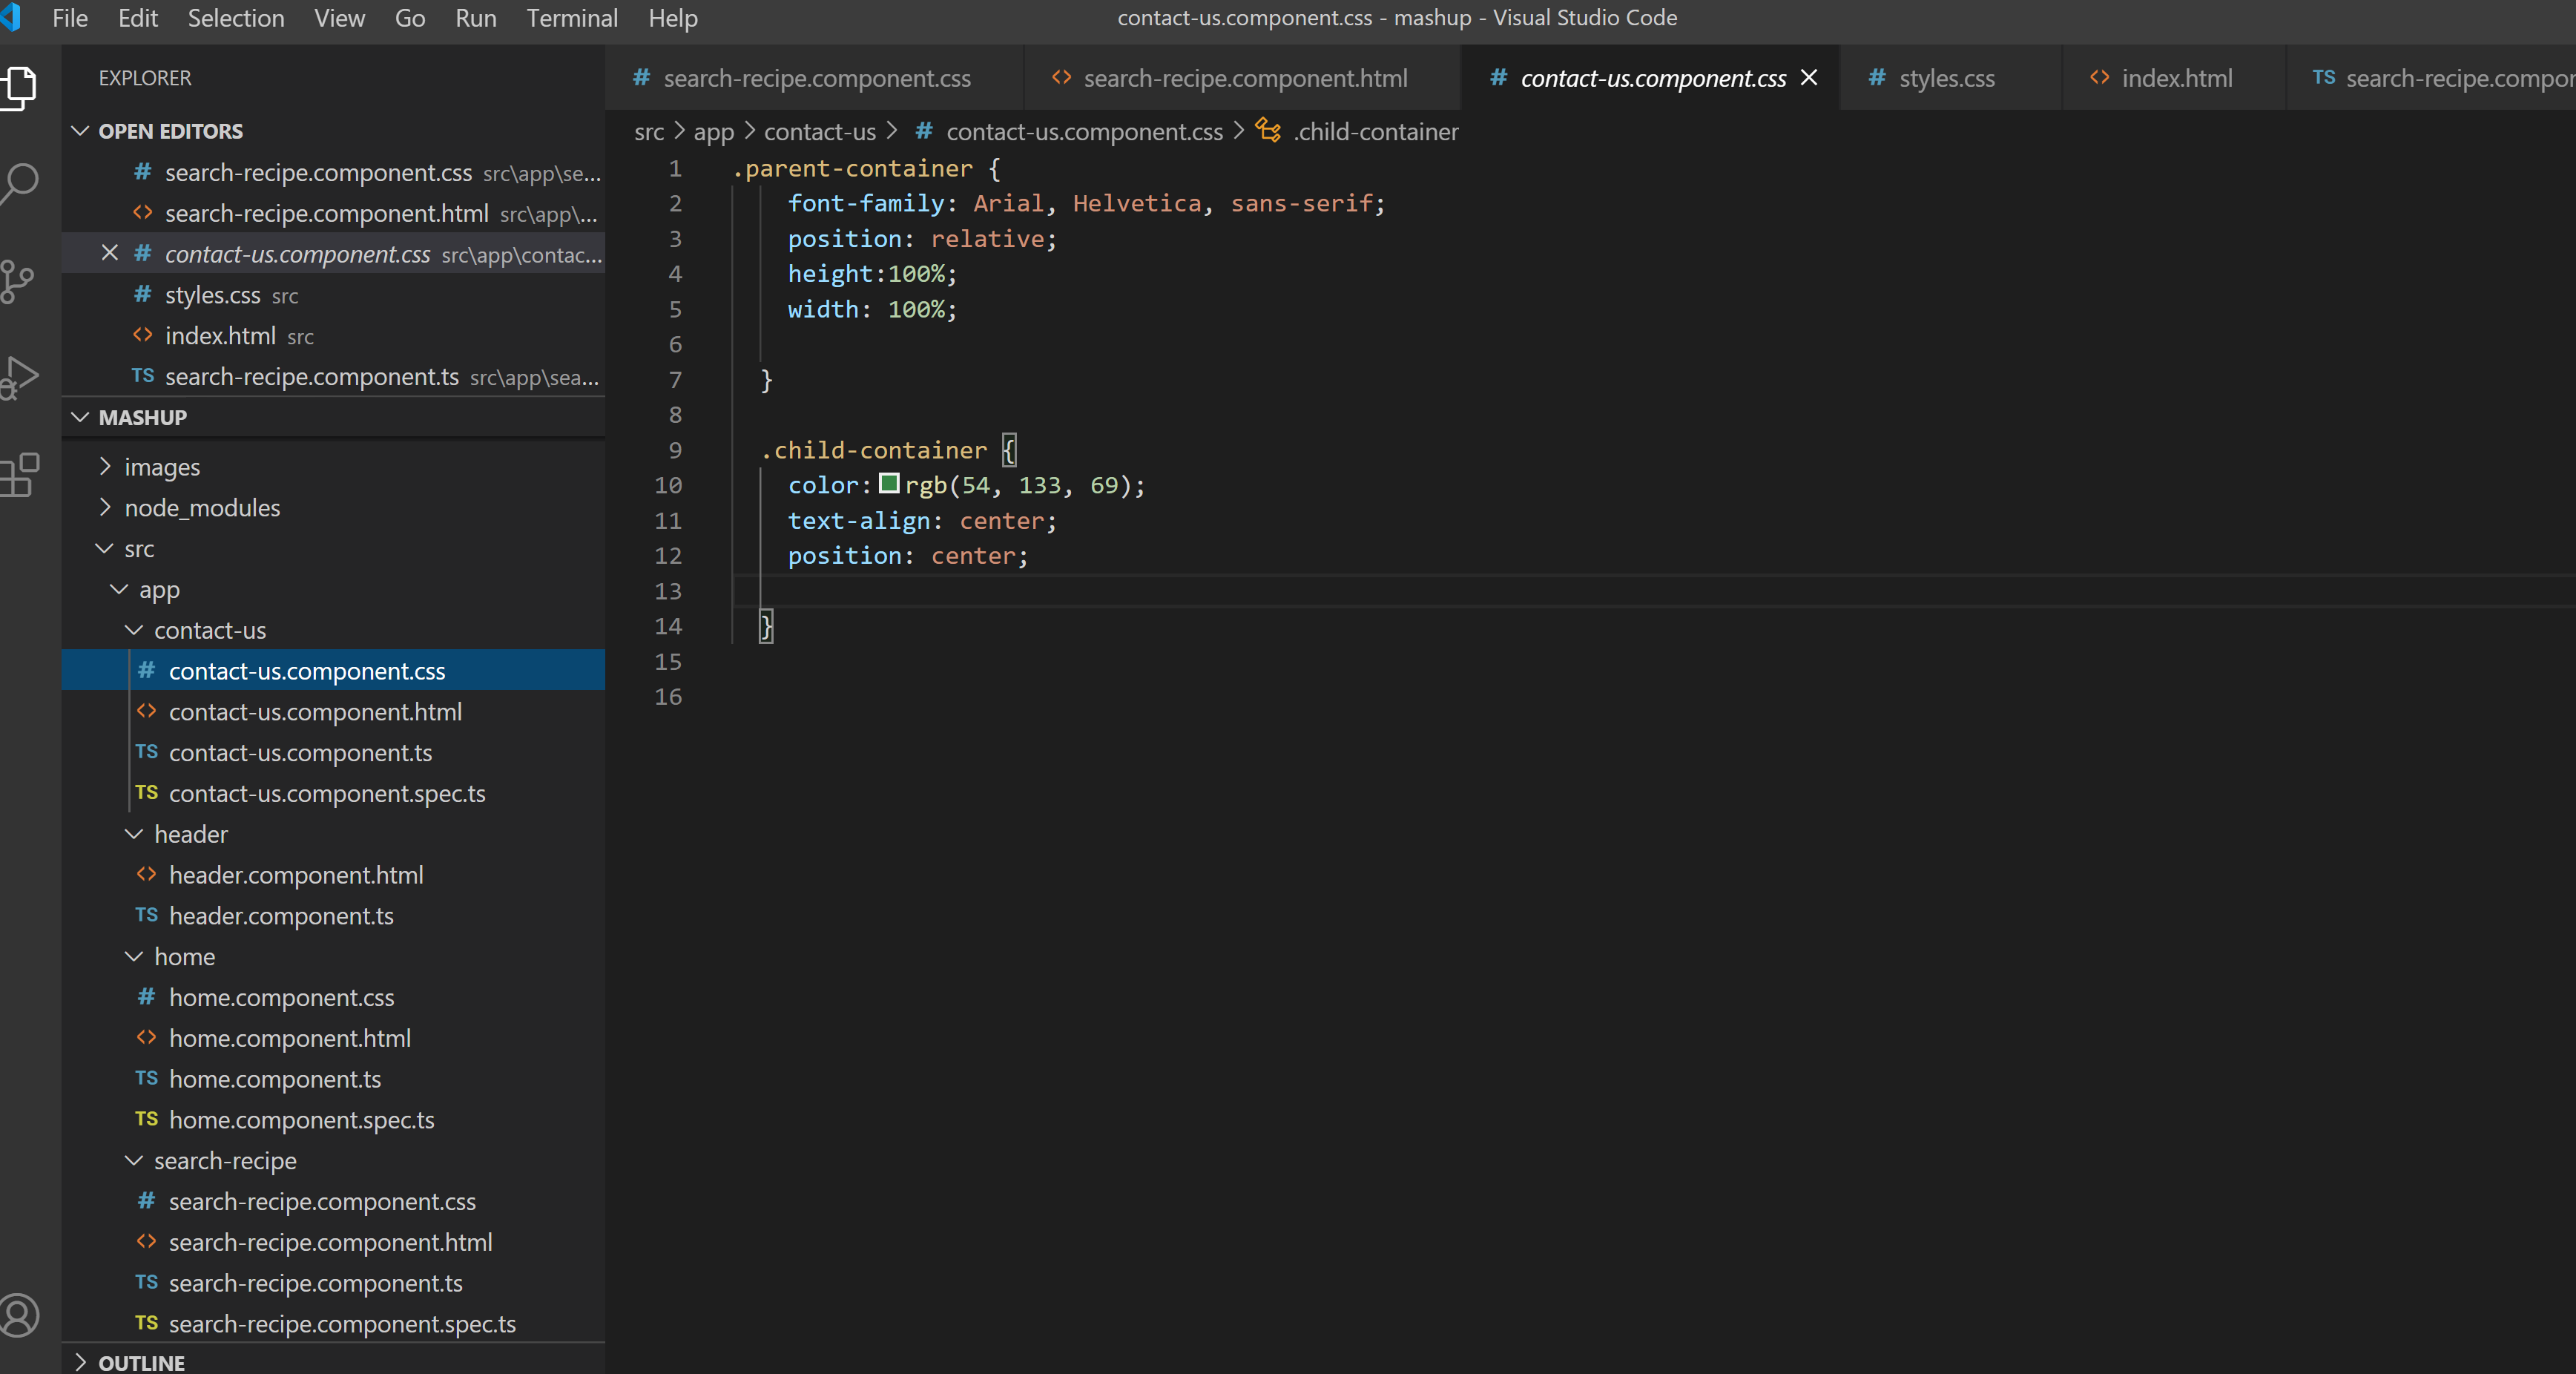 File Edit Selection View Go Run Terminal Help
contact-us.component.css - mashup - Visual Studio Code
EXPLORER
OPEN EDITORS
# search-recipe.component.css src\app\se...
<> search-recipe.component.html src\app\...
# contact-us.component.css src\app\contac...
# styles.css src
<> index.html src
TS search-recipe.component.ts src\app\sea...
MASHUP
images
node_modules
src
app
contact-us
# contact-us.component.css
<> contact-us.component.html
TS contact-us.component.ts
TS contact-us.component.spec.ts
header
<> header.component.html
TS header.component.ts
home
# home.component.css
<> home.component.html
TS home.component.ts
TS home.component.spec.ts
search-recipe
# search-recipe.component.css
<> search-recipe.component.html
TS search-recipe.component.ts
TS search-recipe.component.spec.ts
OUTLINE
# search-recipe.component.css <> search-recipe.component.html # contact-us.component.css # styles.css <> index.html TS search-recipe.compor
src > app > contact-us > # contact-us.component.css > .child-container
1 .parent-container {
2 font-family: Arial, Helvetica, sans-serif;
3 position: relative;
4 height:100%;
5 width: 100%;
6
7 }
8
9 .child-container {
10 color: rgb(54, 133, 69);
11 text-align: center;
12 position: center;
13
14 }
15
16